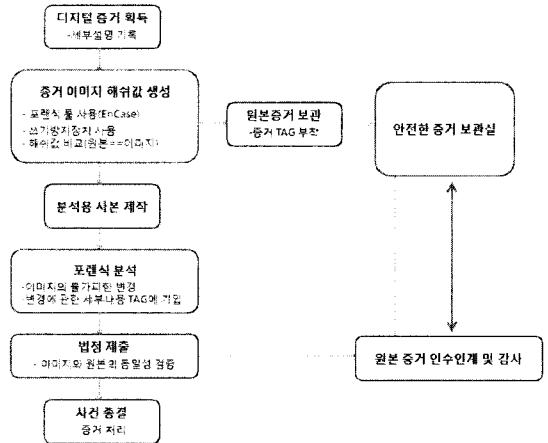 디지털 증거 획득
-세부설명 기록
증거 이미지 해쉬값 생성
- 포렌식 툴 사용(EnCase)
- 쓰기방지장치 사용
- 해쉬값 비교(원본==이미지)
원본증거 보관
-증거 TAG 부착
안전한 증거 보관실
분석용 사본 제작
포렌식 분석
-이미지의 불가피한 변경
-변경에 관한 세부내용 TAG에 기입
법정 제출
- 이미지와 원본의 동일성 검증
원본 증거 인수인계 및 감사
사건 종결
증거 처리